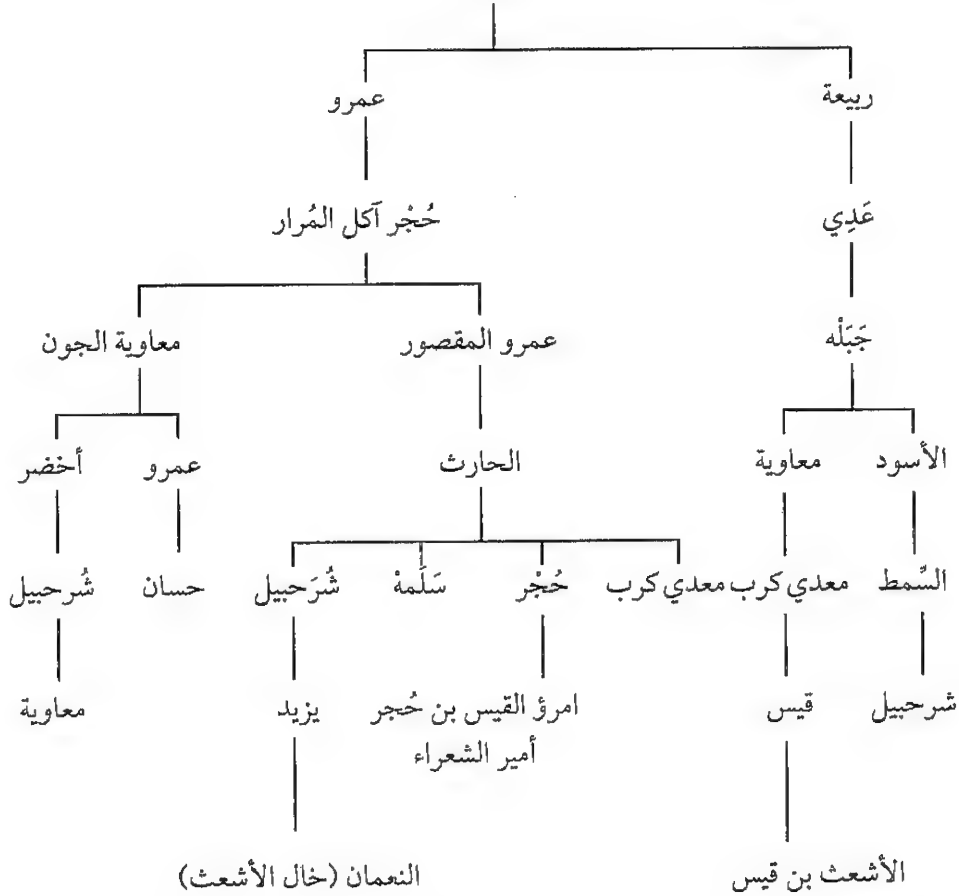 ربيعة عمرو
عَدِي حُجْر آكل المُرار
جَبَلْه عمرو المقصور معاوية الجون
الأسود معاوية الحارث عمرو أخضر
السِّمط معدي كرب معدي كرب حُجْر سَلَمهْ شُرَحبيل حسان شُرحبيل
شرحبيل قيس امرؤ القيس بن حُجر يزيد معاوية
أمير الشعراء
الأشعث بن قيس النعمان (خال الأشعث)